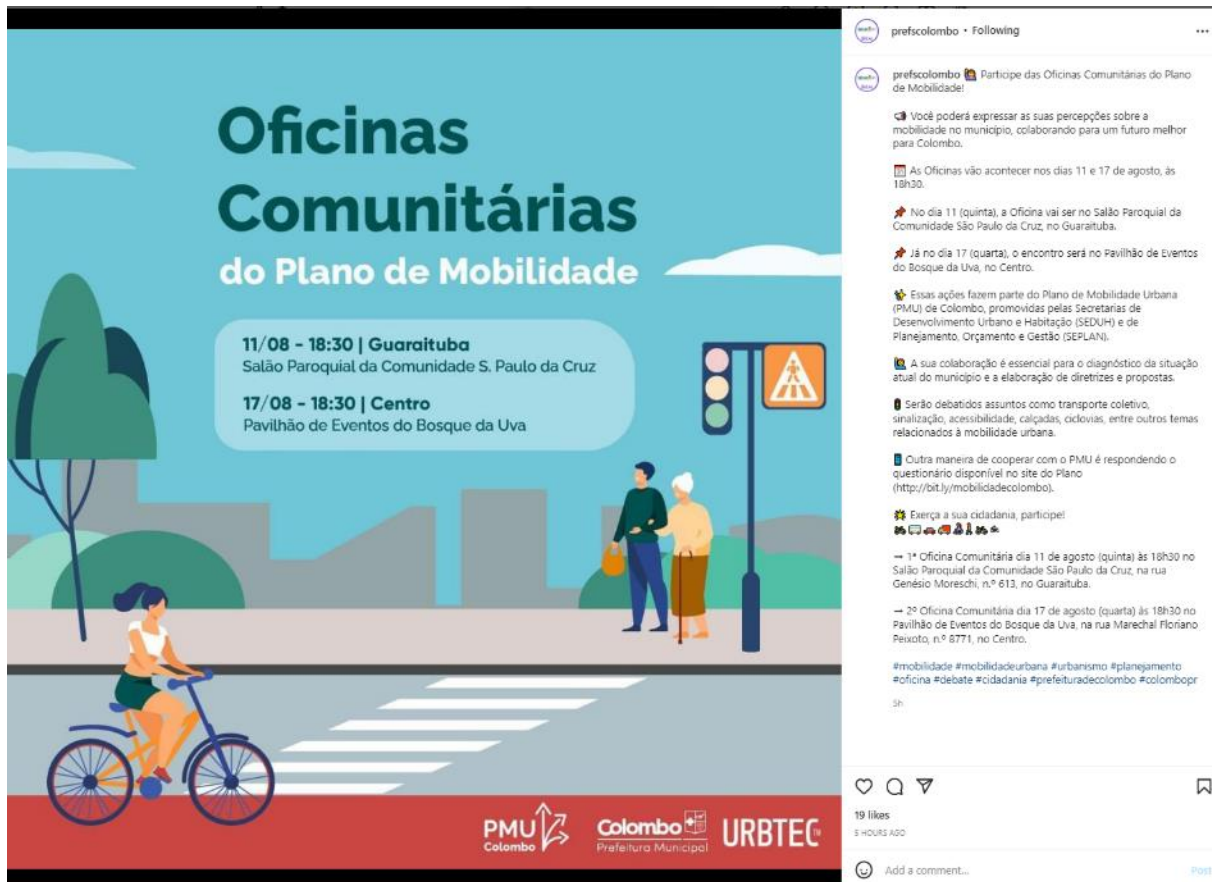 Oficinas
Comunitárias
do Plano de Mobilidade
11/08 - 18:30 | Guaraituba
Salão Paroquial da Comunidade S. Paulo da Cruz
17/08 - 18:30 | Centro
Pavilhão de Eventos do Bosque da Uva
PMU
Colombo
Colombo
Prefeitura Municipal
URBTEC
prefscolombo • Following
prefscolombo Participe das Oficinas Comunitárias do Plano
de Mobilidade!
Você poderá expressar as suas percepções sobre a
mobilidade no município, colaborando para um futuro melhor
para Colombo.
As Oficinas vão acontecer nos dias 11 e 17 de agosto, às
18h30.
No dia 11 (quinta), a Oficina vai ser no Salão Paroquial da
Comunidade São Paulo da Cruz, no Guaraituba.
Já no dia 17 (quarta), o encontro será no Pavilhão de Eventos
do Bosque da Uva, no Centro.
Essas ações fazem parte do Plano de Mobilidade Urbana
(PMU) de Colombo, promovidas pelas Secretarias de
Desenvolvimento Urbano e Habitação (SEDUH) e de
Planejamento, Orçamento e Gestão (SEPLAN).
A sua colaboração é essencial para o diagnóstico da situação
atual do município e a elaboração de diretrizes e propostas.
Serão debatidos assuntos como transporte coletivo,
sinalização, acessibilidade, calçadas, ciclovias, entre outros temas
relacionados à mobilidade urbana.
Outra maneira de cooperar com o PMU é respondendo o
questionário disponível no site do Plano
(http://bit.ly/mobilidadecolombo).
Exerça a sua cidadania, participe!
→ 1ª Oficina Comunitária dia 11 de agosto (quinta) às 18h30 no
Salão Paroquial da Comunidade São Paulo da Cruz, na rua
Genésio Moreschi, n.º 613, no Guaraituba.
→ 2º Oficina Comunitária dia 17 de agosto (quarta) às 18h30 no
Pavilhão de Eventos do Bosque da Uva, na rua Marechal Floriano
Peixoto, n.º 8771, no Centro.
#mobilidade #mobilidadeurbana #urbanismo #planejamento
#oficina #debate #cidadania #prefeituradecolombo #colombopr
5h
19 likes
5 HOURS AGO
Add a comment...
Post